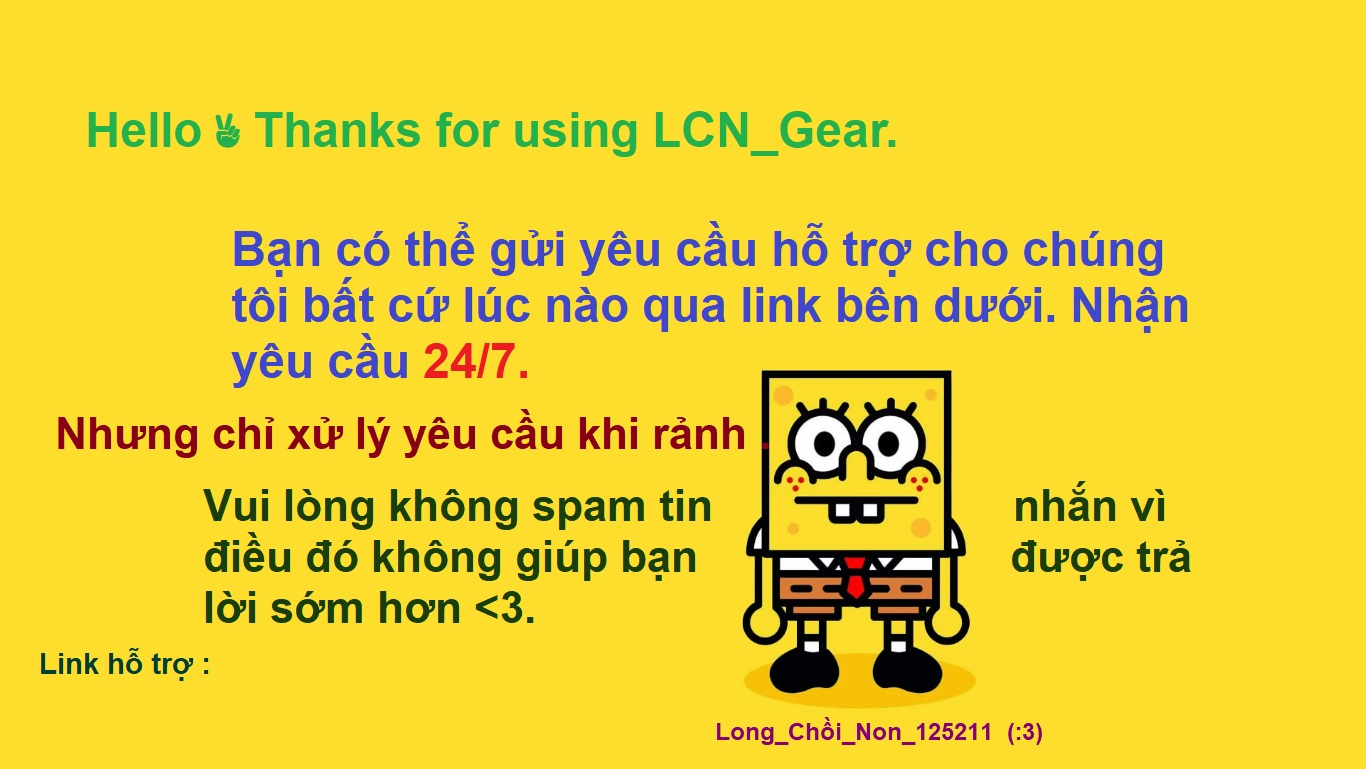 Hello ✌ Thanks for using LCN_Gear.
Bạn có thể gửi yêu cầu hỗ trợ cho chúng
tôi bất cứ lúc nào qua link bên dưới. Nhận
yêu cầu 24/7.
Nhưng chỉ xử lý yêu cầu khi rảnh .
Vui lòng không spam tin nhắn vì
điều đó không giúp bạn được trả
lời sớm hơn <3.
Link hỗ trợ :
Long_Chồi_Non_125211 (:3)